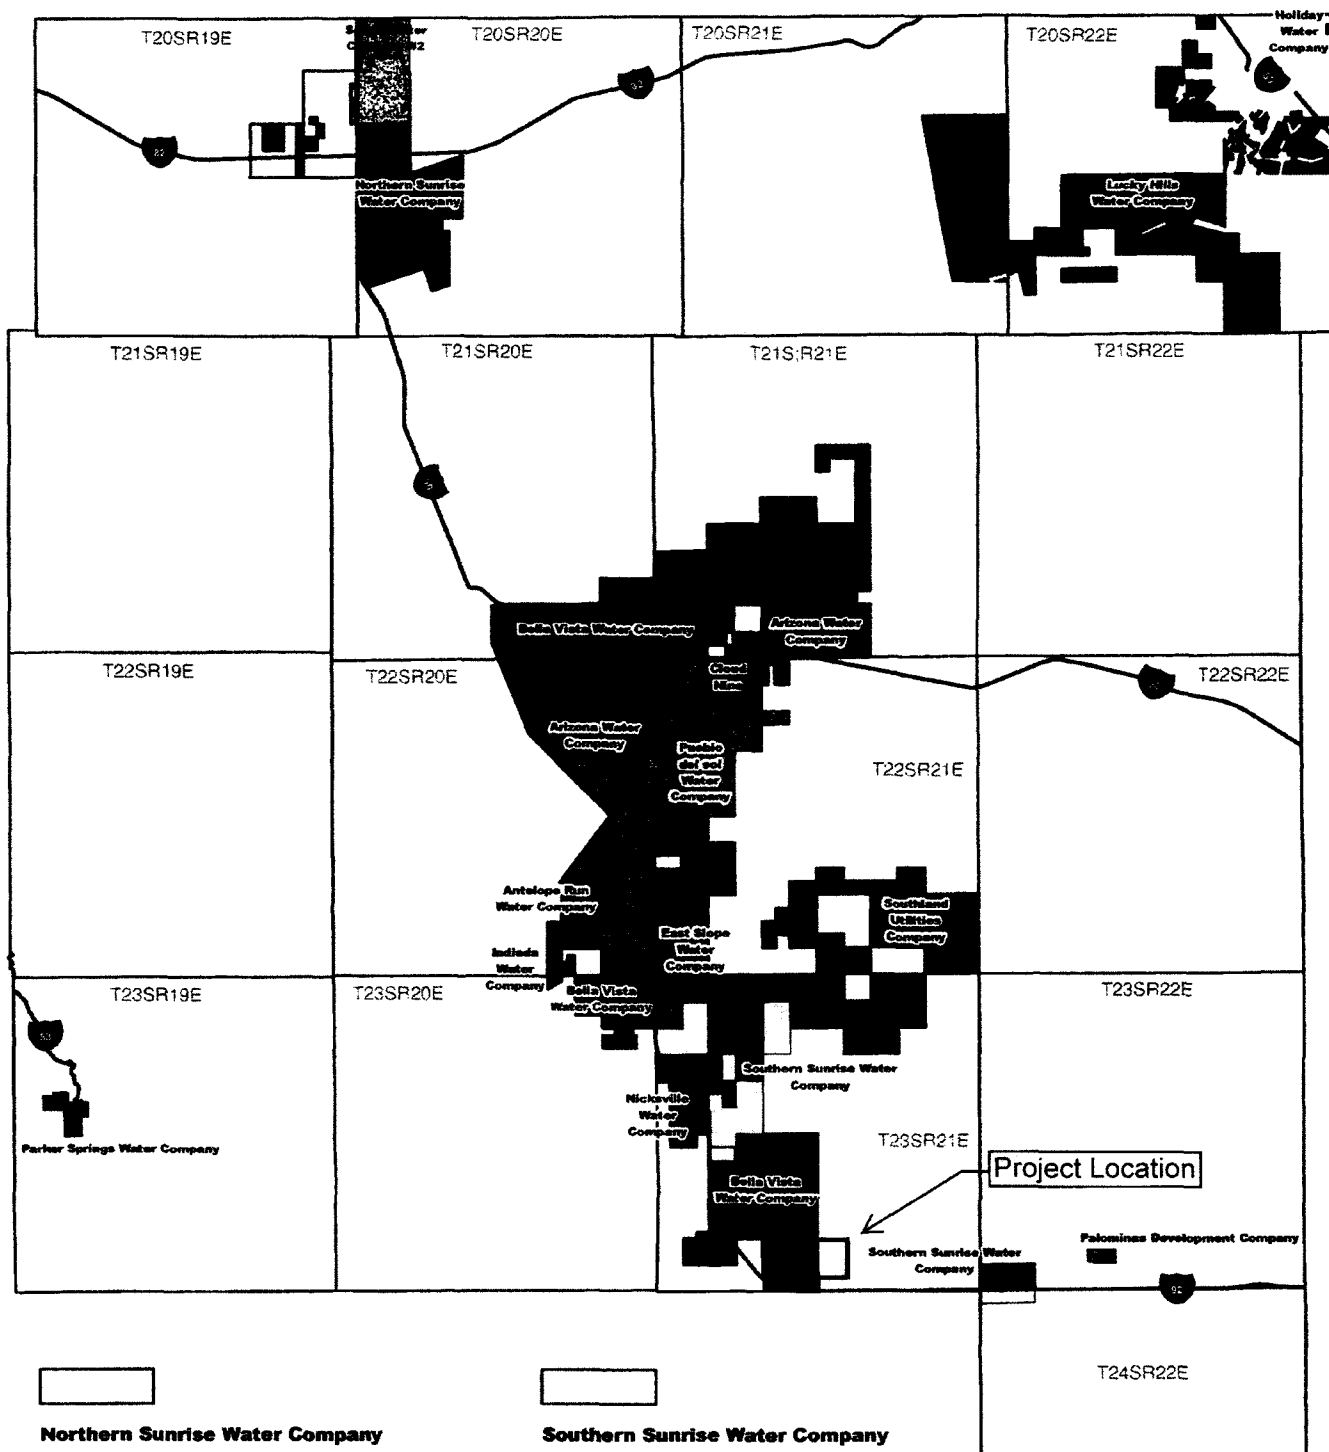 T20SR19E
T20SR20E
T20SR21E
T20SR22E
Holiday
Water
Company
82
Northern Sunrise
Water Company
Lucky Hills
Water Company
T21SR19E
T21SR20E
T21S;R21E
T21SR22E
Bella Vista Water Company
Arizona Water
Company
Cloud
Nine
T22SR19E
T22SR20E
T22SR22E
Arizona Water
Company
Pueblo
del sol
Water
Company
T22SR21E
Antelope Run
Water Company
Southland
Utilities
Company
East Slope
Water
Company
Indiada
Water
Company
Bella Vista
Water Company
T23SR19E
T23SR20E
T23SR22E
Southern Sunrise Water
Company
Nicksville
Water
Company
Parker Springs Water Company
T23SR21E
Project Location
Bella Vista
Water Company
Southern Sunrise Water
Company
Palominas Development Company
92
T24SR22E
Northern Sunrise Water Company
Southern Sunrise Water Company